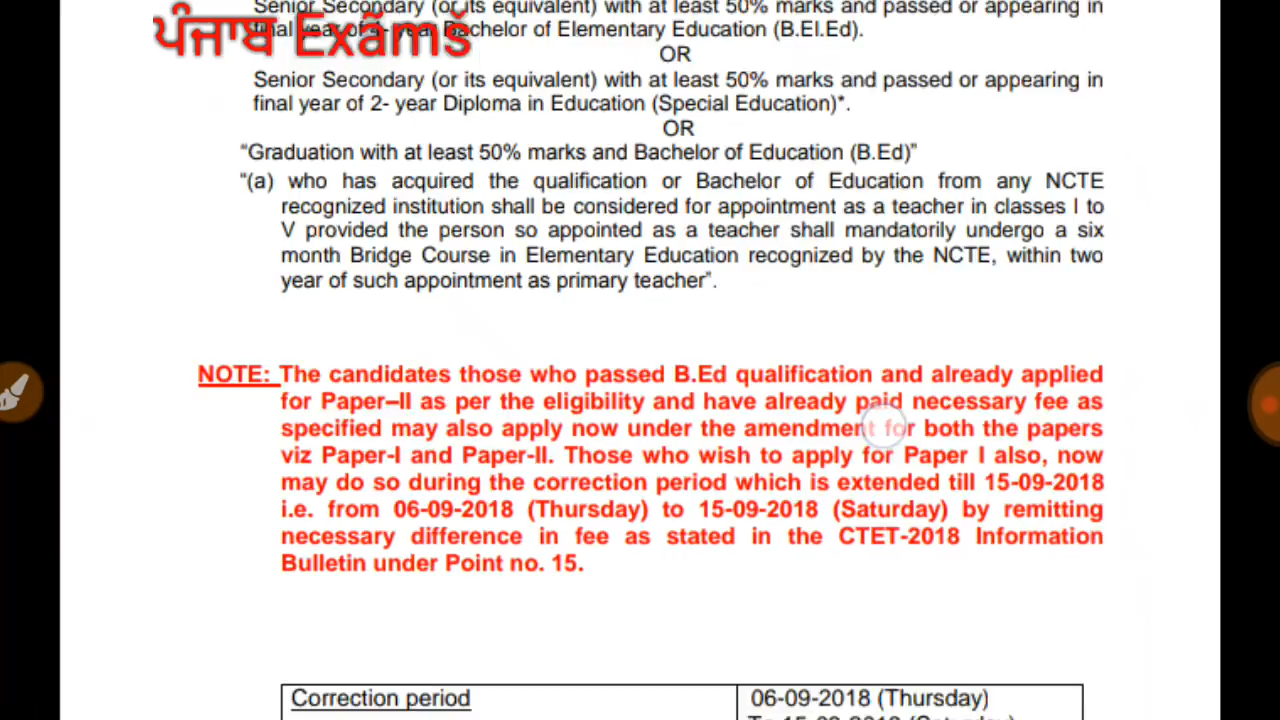 Senior Secondary (or its equivalent) with at least 50% marks and passed or appearing in
final year of 4- year Bachelor of Elementary Education (B.El.Ed).
ਪੰਜਾਬ Exãmš
OR
Senior Secondary (or its equivalent) with at least 50% marks and passed or appearing in
final year of 2- year Diploma in Education (Special Education)*.
OR
“Graduation with at least 50% marks and Bachelor of Education (B.Ed)”
“(a) who has acquired the qualification or Bachelor of Education from any NCTE
recognized institution shall be considered for appointment as a teacher in classes I to
V provided the person so appointed as a teacher shall mandatorily undergo a six
month Bridge Course in Elementary Education recognized by the NCTE, within two
year of such appointment as primary teacher”.
NOTE: The candidates those who passed B.Ed qualification and already applied
for Paper–II as per the eligibility and have already paid necessary fee as
specified may also apply now under the amendment for both the papers
viz Paper-I and Paper-II. Those who wish to apply for Paper I also, now
may do so during the correction period which is extended till 15-09-2018
i.e. from 06-09-2018 (Thursday) to 15-09-2018 (Saturday) by remitting
necessary difference in fee as stated in the CTET-2018 Information
Bulletin under Point no. 15.
Correction period 06-09-2018 (Thursday)
To 15-09-2018 (Saturday)